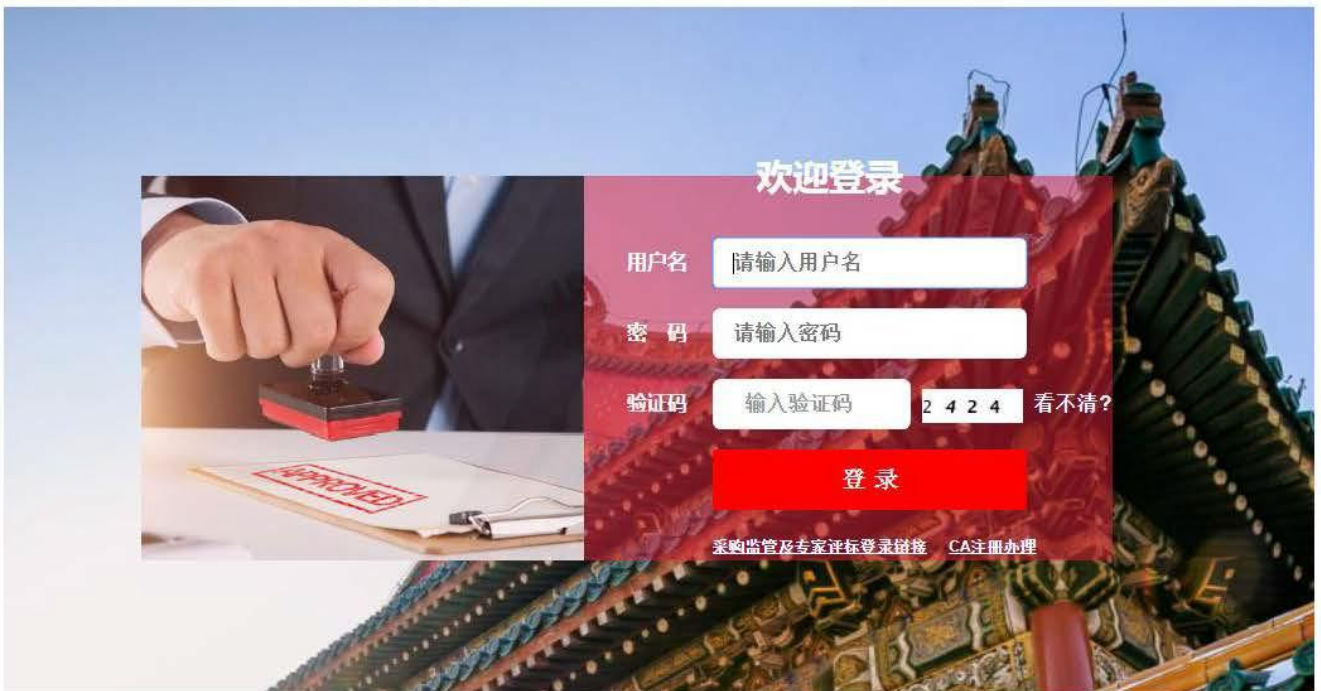 欢迎登录
用户名 请输入用户名
密 码 请输入密码
验证码 输入验证码 2 4 2 4 看不清?
登 录
采购监管及专家评标登录链接 CA注册办理
APPROVED